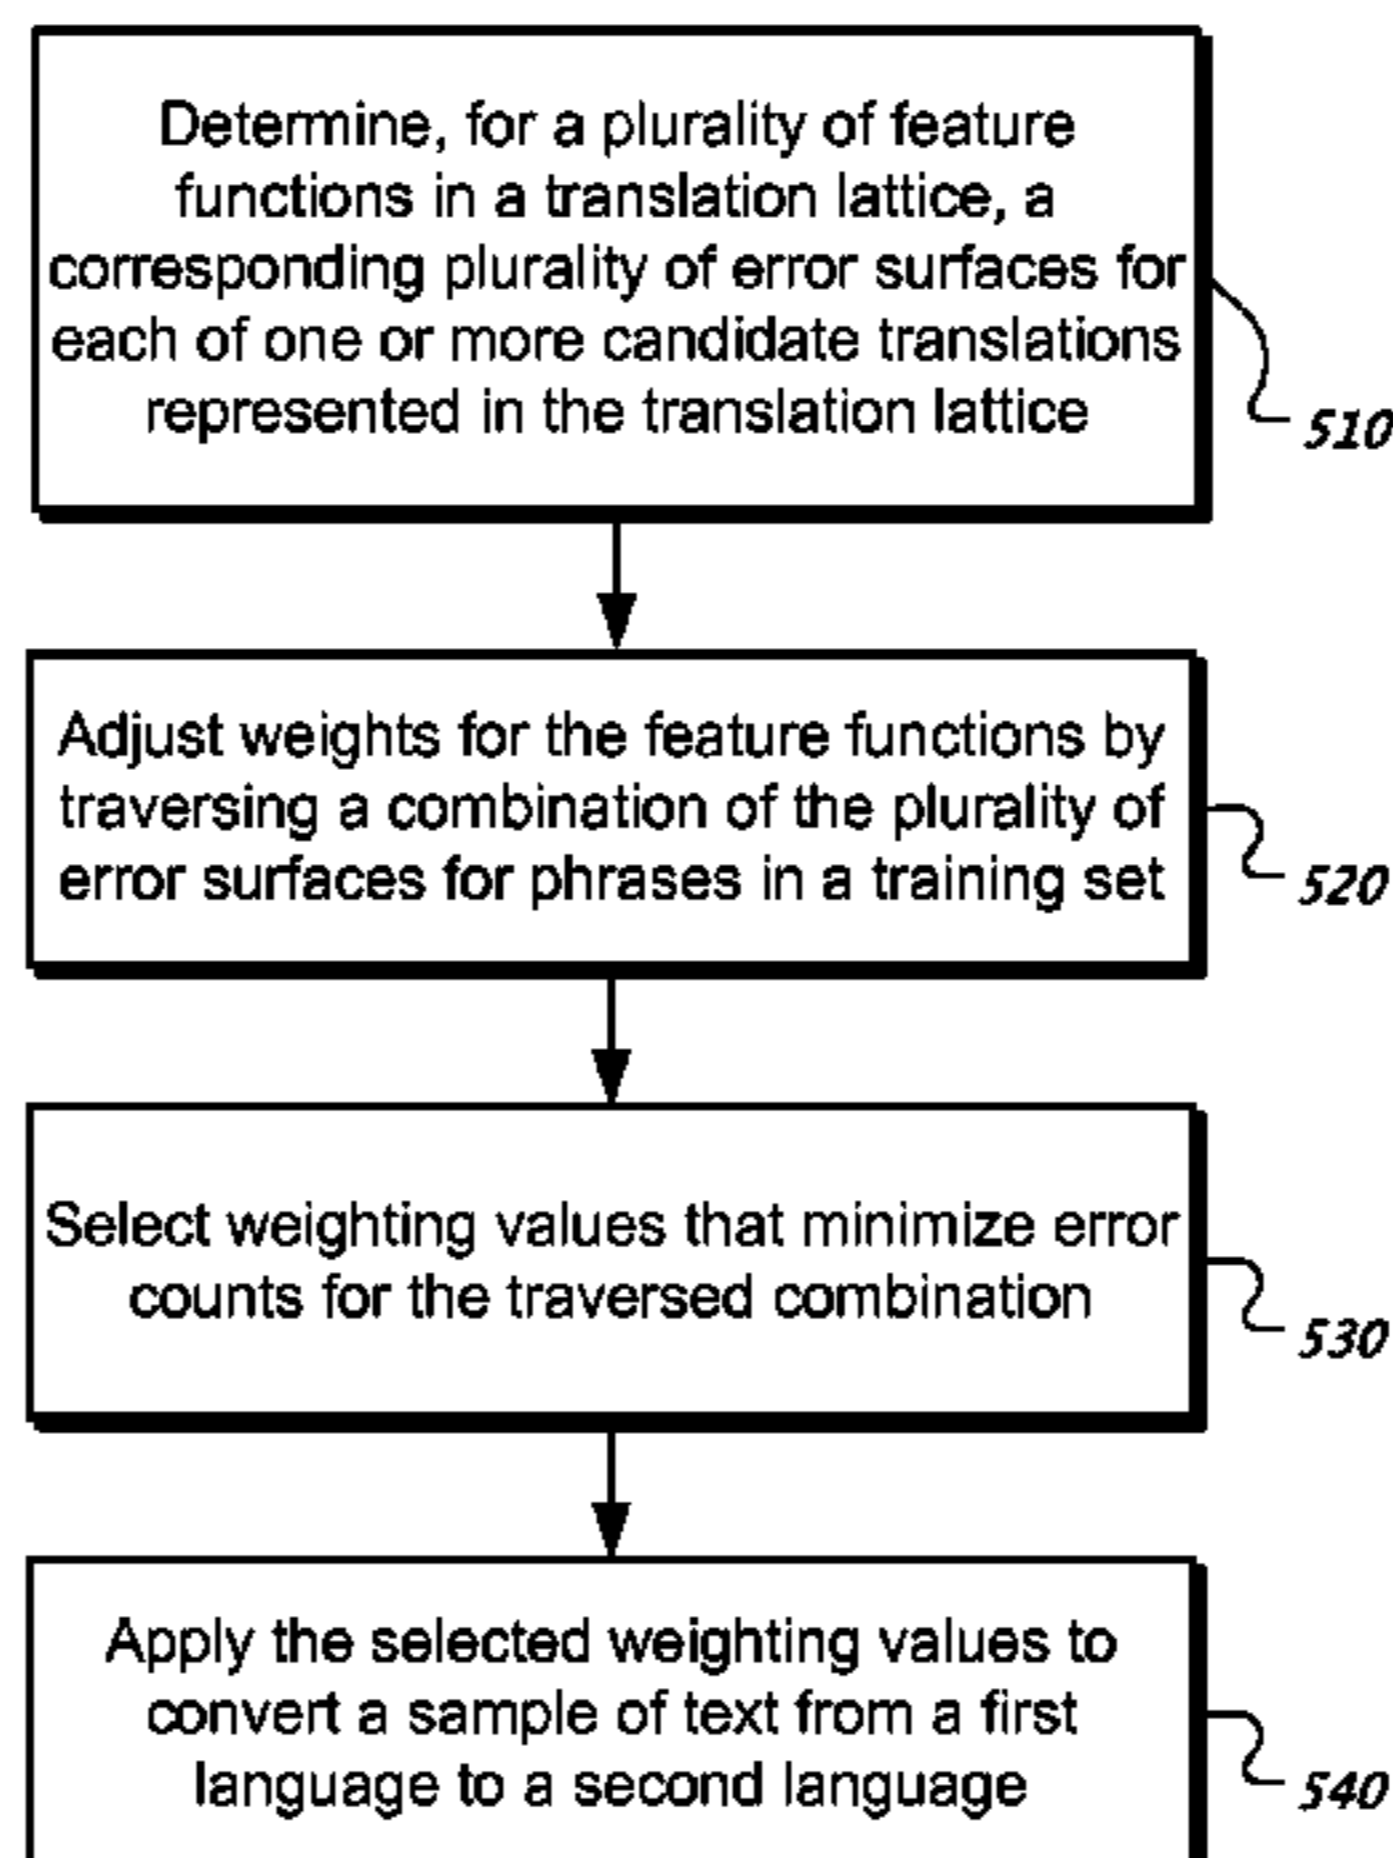 Determine, for a plurality of feature
functions in a translation lattice, a
corresponding plurality of error surfaces for
each of one or more candidate translations
represented in the translation lattice
510
Adjust weights for the feature functions by
traversing a combination of the plurality of
error surfaces for phrases in a training set
520
Select weighting values that minimize error
counts for the traversed combination
530
Apply the selected weighting values to
convert a sample of text from a first
language to a second language
540